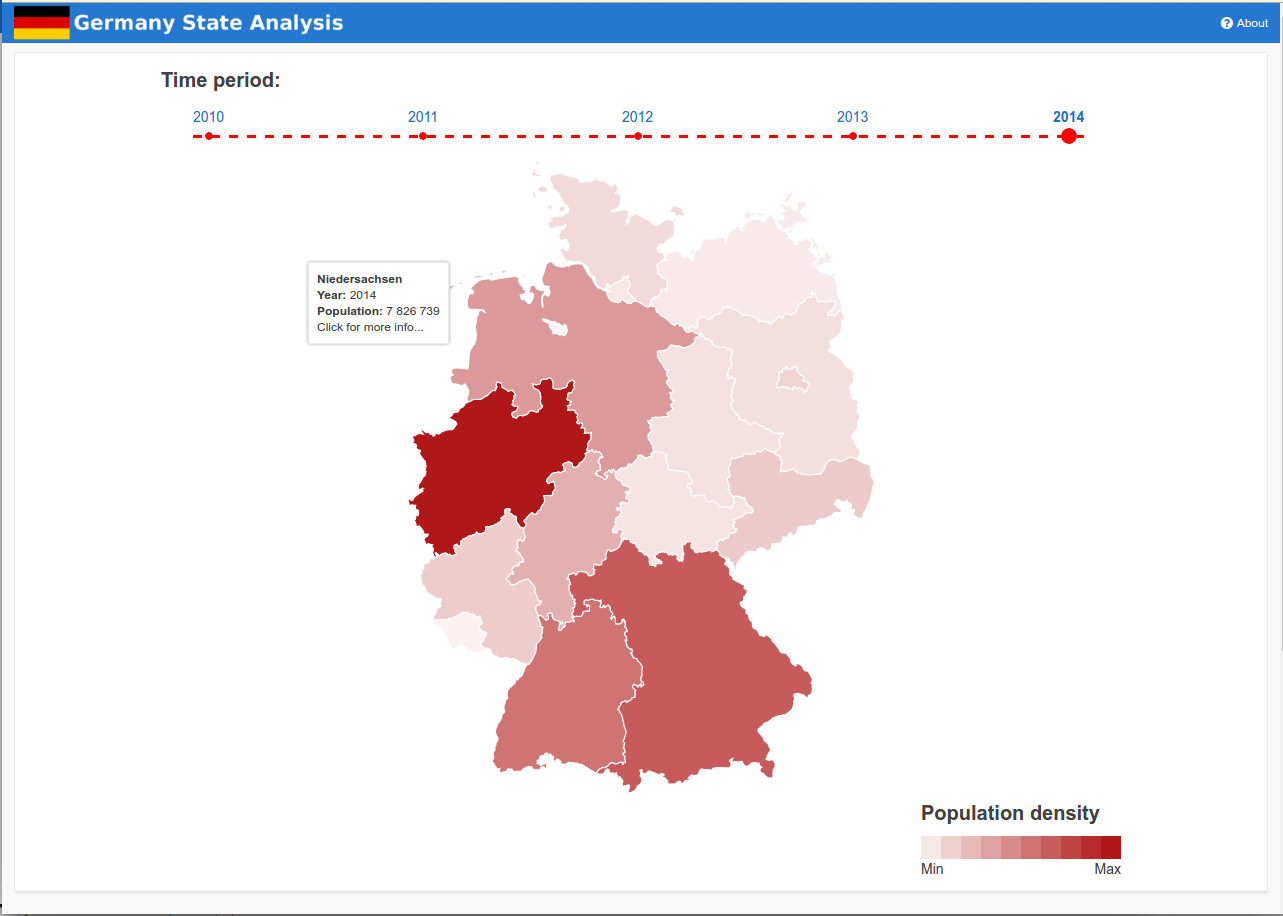 Germany State Analysis
? About
Time period:
2010 2011 2012 2013 2014
Niedersachsen
Year: 2014
Population: 7 826 739
Click for more info...
Population density
Min Max